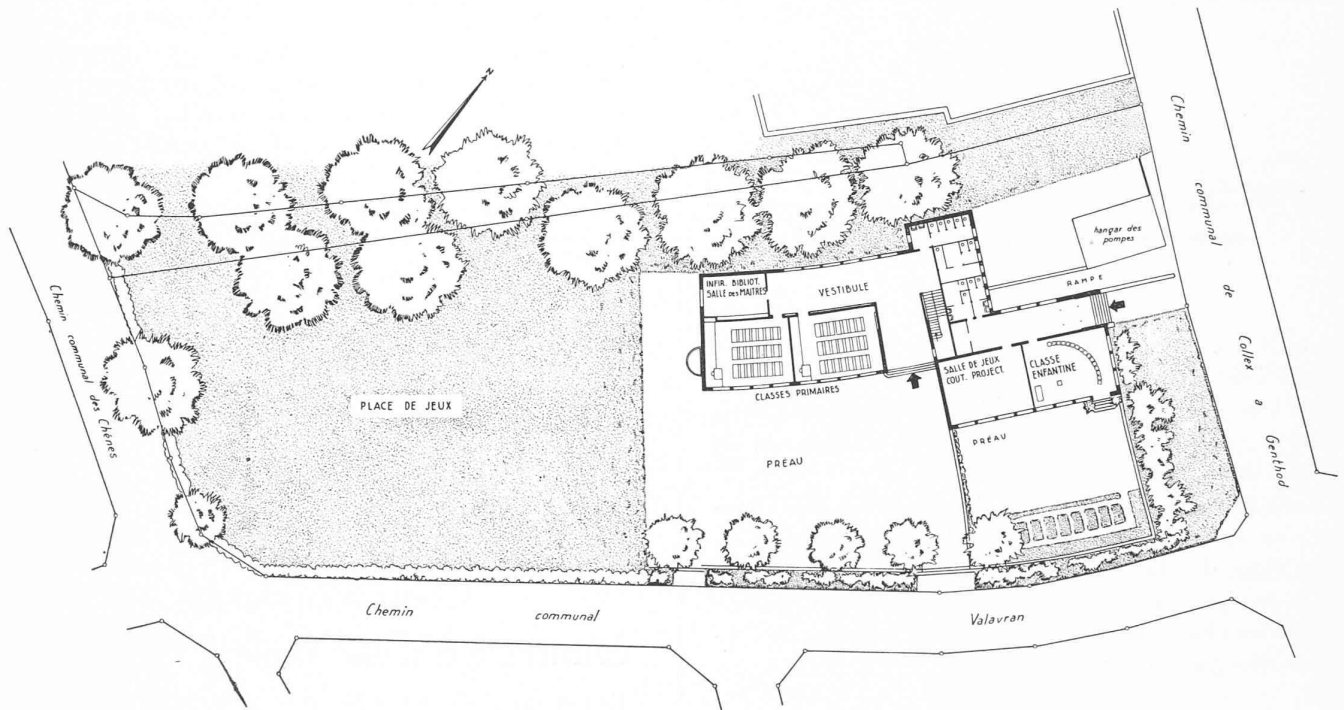 N
Chemin communal de Collex a Genthod
hangar des
pompes
RAMPE
INFIR. BIBLIOT.
SALLE DES MAITRES
VESTIBULE
SALLE DE JEUX
COUT. PROJECT.
CLASSE
ENFANTINE
CLASSES PRIMAIRES
Chemin communal des Chênes
PLACE DE JEUX
PRÉAU
PRÉAU
Chemin communal Valavran